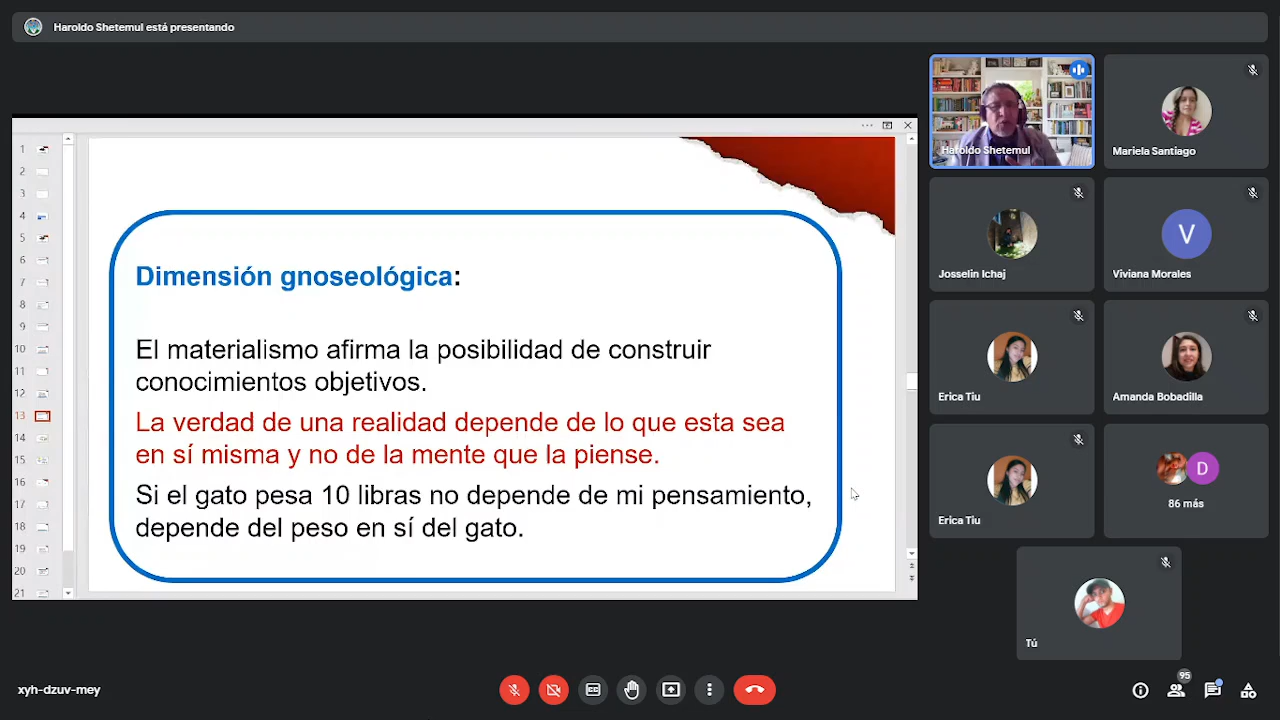 Haroldo Shetemul está presentando
1
2
3
4
5
6
7
8
9
10
11
12
13
14
15
16
17
18
19
20
21
Dimensión gnoseológica:
El materialismo afirma la posibilidad de construir
conocimientos objetivos.
La verdad de una realidad depende de lo que esta sea
en sí misma y no de la mente que la piense.
Si el gato pesa 10 libras no depende de mi pensamiento,
depende del peso en sí del gato.
Haroldo Shetemul
Mariela Santiago
Josselin Ichaj
V
Viviana Morales
Erica Tiu
Amanda Bobadilla
Erica Tiu
D
86 más
Tú
xyh-dzuv-mey
95